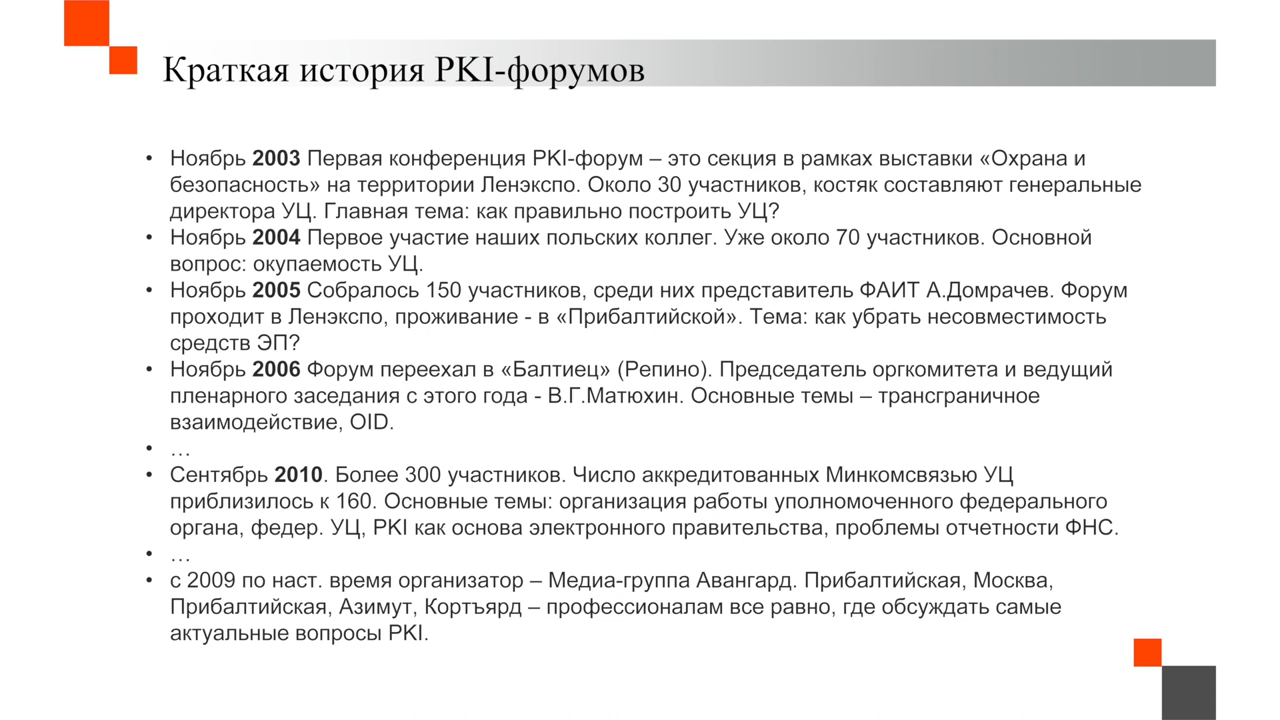 Краткая история PKI-форумов
• Ноябрь 2003 Первая конференция PKI-форум – это секция в рамках выставки «Охрана и
безопасность» на территории Ленэкспо. Около 30 участников, костяк составляют генеральные
директора УЦ. Главная тема: как правильно построить УЦ?
• Ноябрь 2004 Первое участие наших польских коллег. Уже около 70 участников. Основной
вопрос: окупаемость УЦ.
• Ноябрь 2005 Собралось 150 участников, среди них представитель ФАИТ А.Домрачев. Форум
проходит в Ленэкспо, проживание - в «Прибалтийской». Тема: как убрать несовместимость
средств ЭП?
• Ноябрь 2006 Форум переехал в «Балтиец» (Репино). Председатель оргкомитета и ведущий
пленарного заседания с этого года - В.Г.Матюхин. Основные темы – трансграничное
взаимодействие, OID.
• …
• Сентябрь 2010. Более 300 участников. Число аккредитованных Минкомсвязью УЦ
приблизилось к 160. Основные темы: организация работы уполномоченного федерального
органа, федер. УЦ, PKI как основа электронного правительства, проблемы отчетности ФНС.
• …
• с 2009 по наст. время организатор – Медиа-группа Авангард. Прибалтийская, Москва,
Прибалтийская, Азимут, Кортъярд – профессионалам все равно, где обсуждать самые
актуальные вопросы PKI.